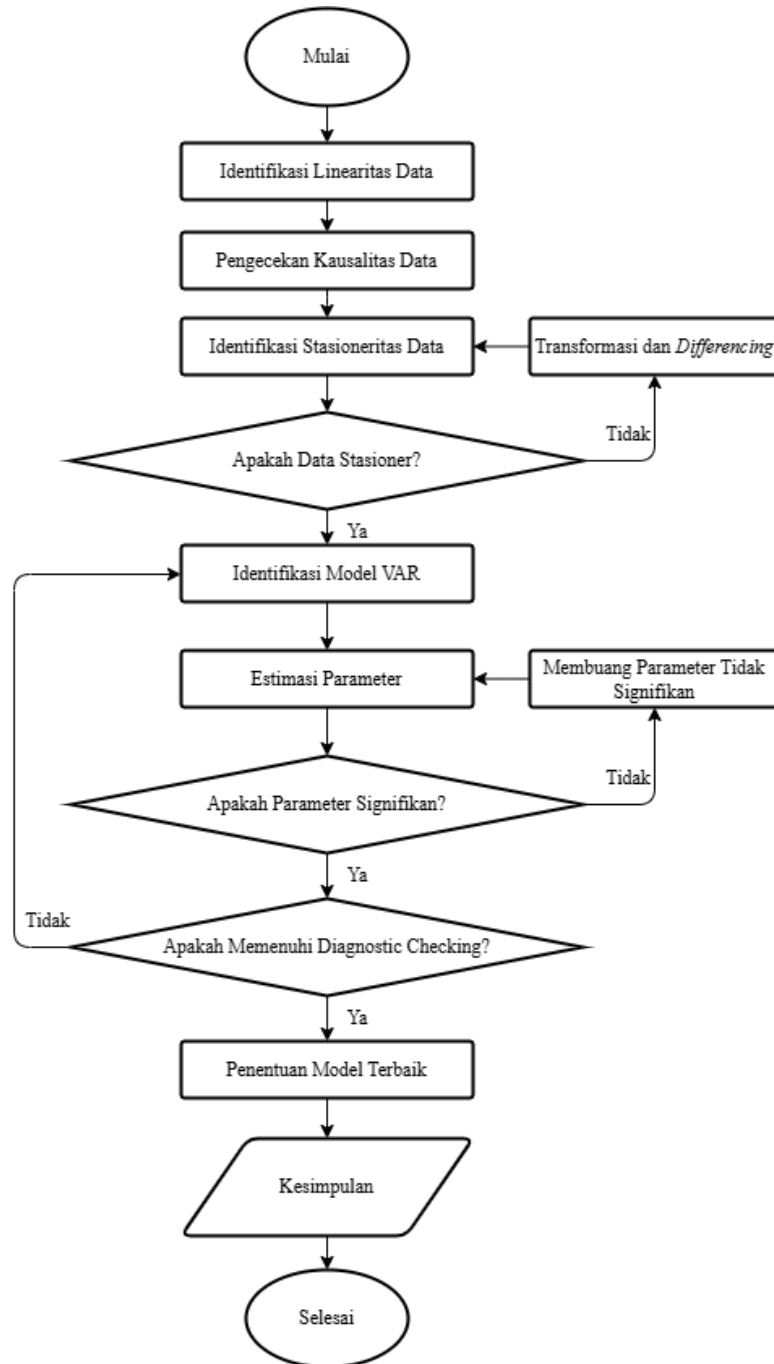 Mulai
Identifikasi Linearitas Data
Pengecekan Kausalitas Data
Identifikasi Stasioneritas Data
Transformasi dan Differencing
Apakah Data Stasioner?
Tidak
Ya
Identifikasi Model VAR
Estimasi Parameter
Membuang Parameter Tidak
Signifikan
Apakah Parameter Signifikan?
Tidak
Ya
Apakah Memenuhi Diagnostic Checking?
Tidak
Ya
Penentuan Model Terbaik
Kesimpulan
Selesai